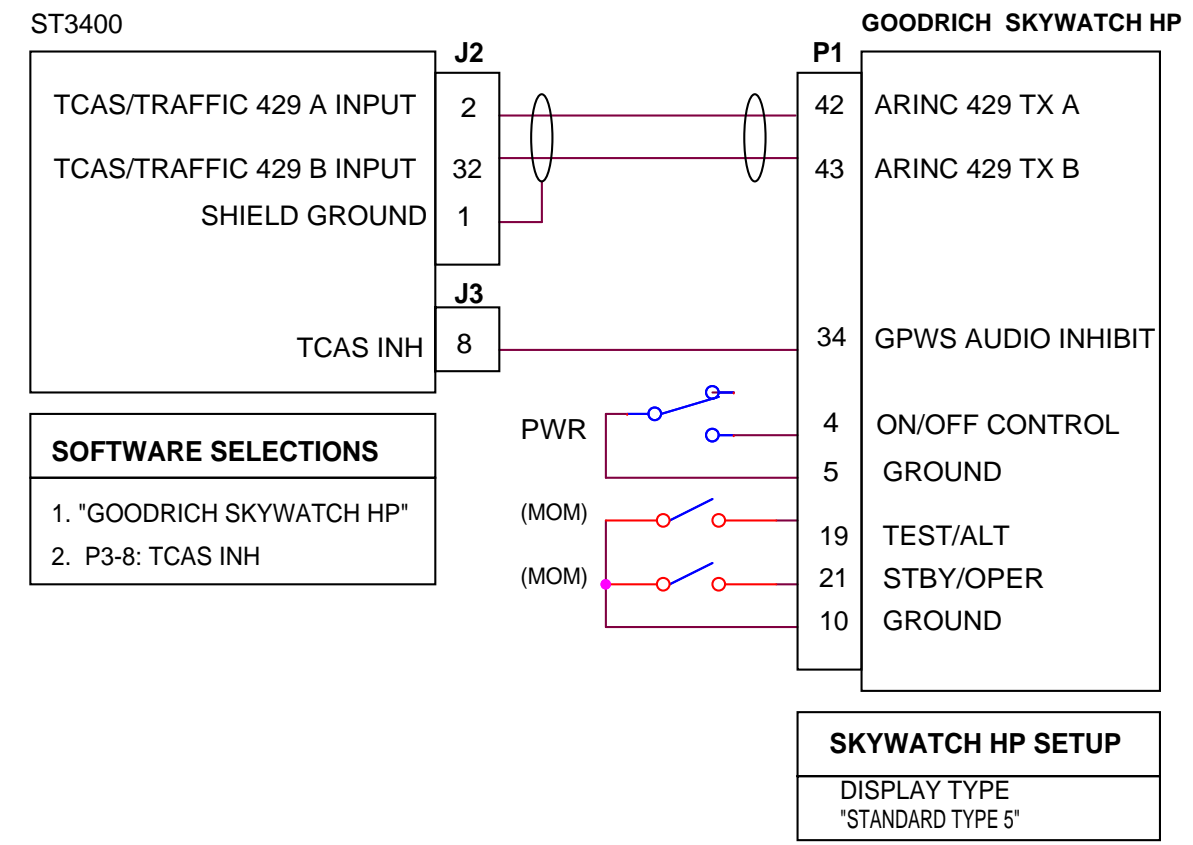 ST3400
GOODRICH SKYWATCH HP
J2
P1
TCAS/TRAFFIC 429 A INPUT
2
42
ARINC 429 TX A
TCAS/TRAFFIC 429 B INPUT
32
43
ARINC 429 TX B
SHIELD GROUND
1
J3
TCAS INH
8
34
GPWS AUDIO INHIBIT
PWR
4
ON/OFF CONTROL
5
GROUND
(MOM)
19
TEST/ALT
(MOM)
21
STBY/OPER
10
GROUND
SOFTWARE SELECTIONS
1. "GOODRICH SKYWATCH HP"
2. P3-8: TCAS INH
SKYWATCH HP SETUP
DISPLAY TYPE
"STANDARD TYPE 5"